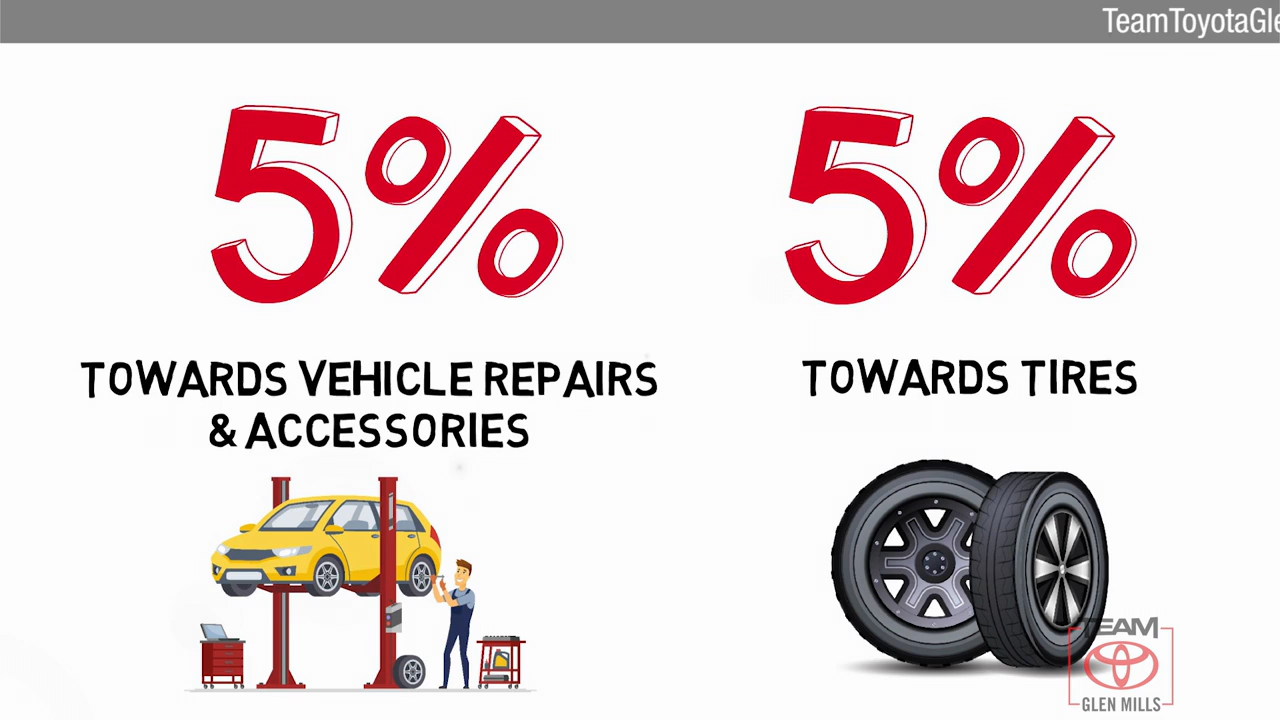 TeamToyotaGle
5% 5%
TOWARDS VEHICLE REPAIRS
& ACCESSORIES
TOWARDS TIRES
TEAM
GLEN MILLS